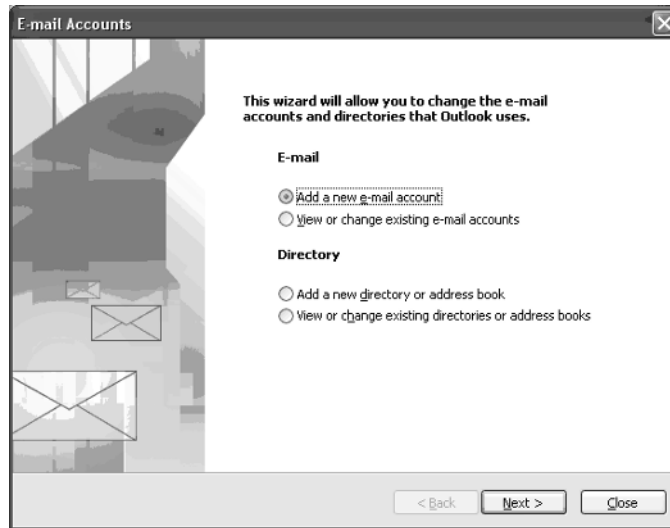 E-mail Accounts
This wizard will allow you to change the e-mail
accounts and directories that Outlook uses.
E-mail
Add a new e-mail account
View or change existing e-mail accounts
Directory
Add a new directory or address book
View or change existing directories or address books
< Back
Next >
Close